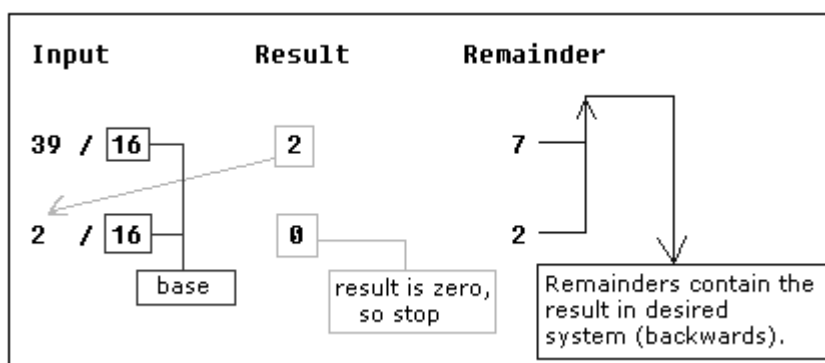 Input Result Remainder
39 / 16 2 7
2 / 16 0 2
base
result is zero,
so stop
Remainders contain the
result in desired
system (backwards).